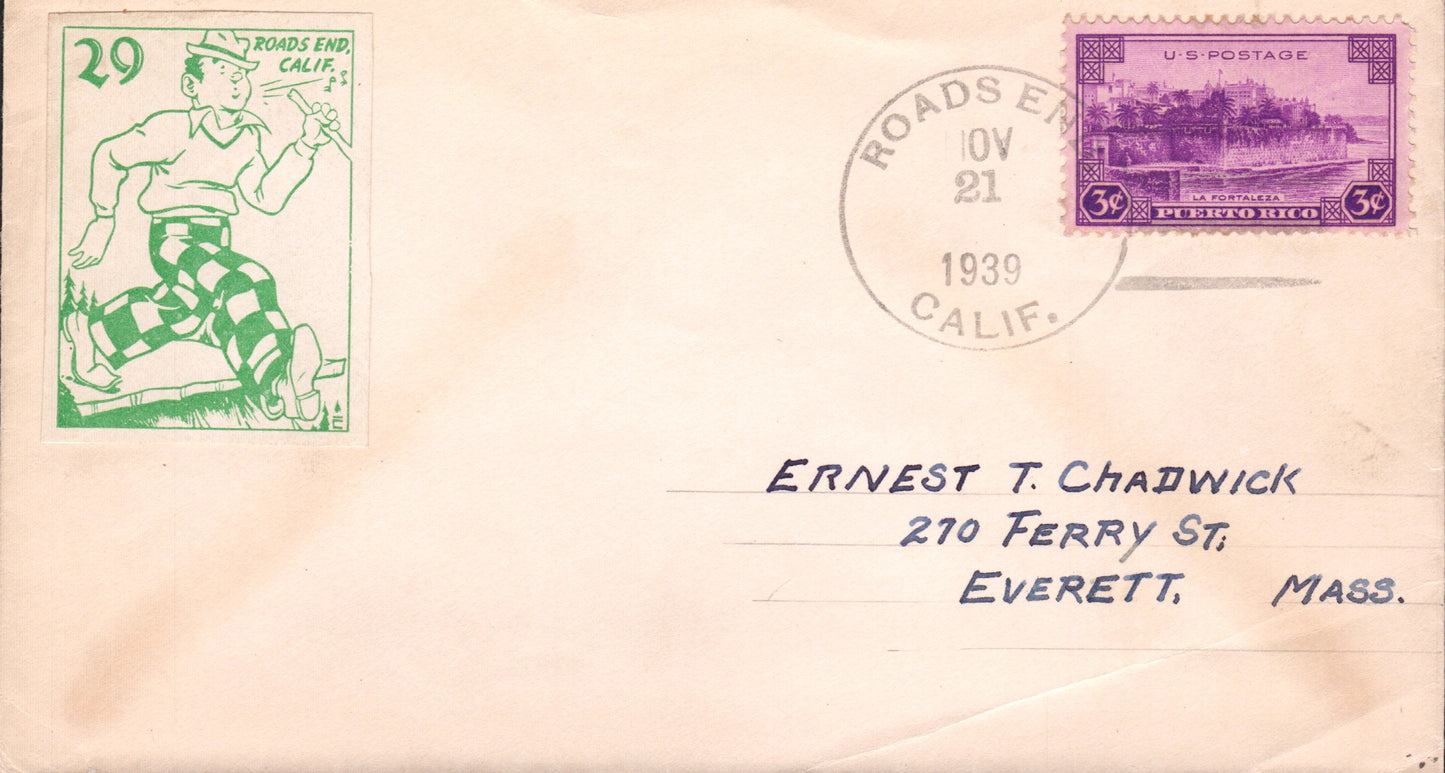 29
ROADS END,
CALIF.
E
ROADS EN
NOV
21
1939
CALIF.
U·S·POSTAGE
LA FORTALEZA
3¢ PUERTO RICO 3¢
ERNEST T. CHADWICK
270 FERRY ST,
EVERETT, MASS.